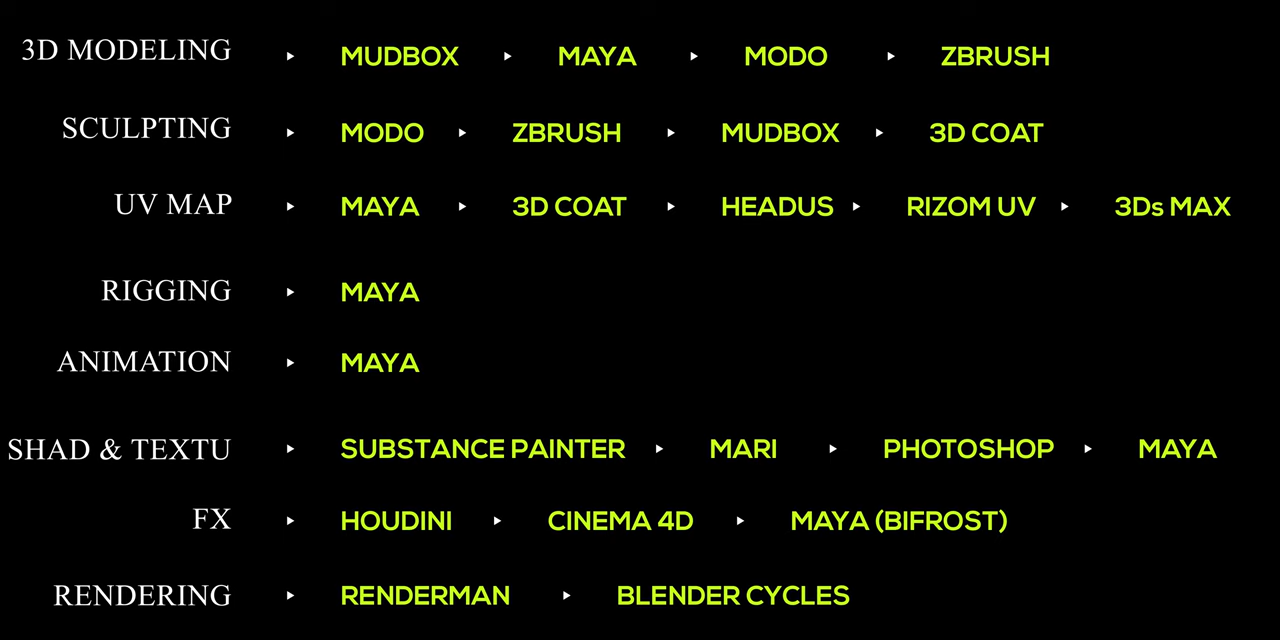 3D MODELING ▸ MUDBOX ▸ MAYA ▸ MODO ▸ ZBRUSH
SCULPTING ▸ MODO ▸ ZBRUSH ▸ MUDBOX ▸ 3D COAT
UV MAP ▸ MAYA ▸ 3D COAT ▸ HEADUS ▸ RIZOM UV ▸ 3Ds MAX
RIGGING ▸ MAYA
ANIMATION ▸ MAYA
SHAD & TEXTU ▸ SUBSTANCE PAINTER ▸ MARI ▸ PHOTOSHOP ▸ MAYA
FX ▸ HOUDINI ▸ CINEMA 4D ▸ MAYA (BIFROST)
RENDERING ▸ RENDERMAN ▸ BLENDER CYCLES